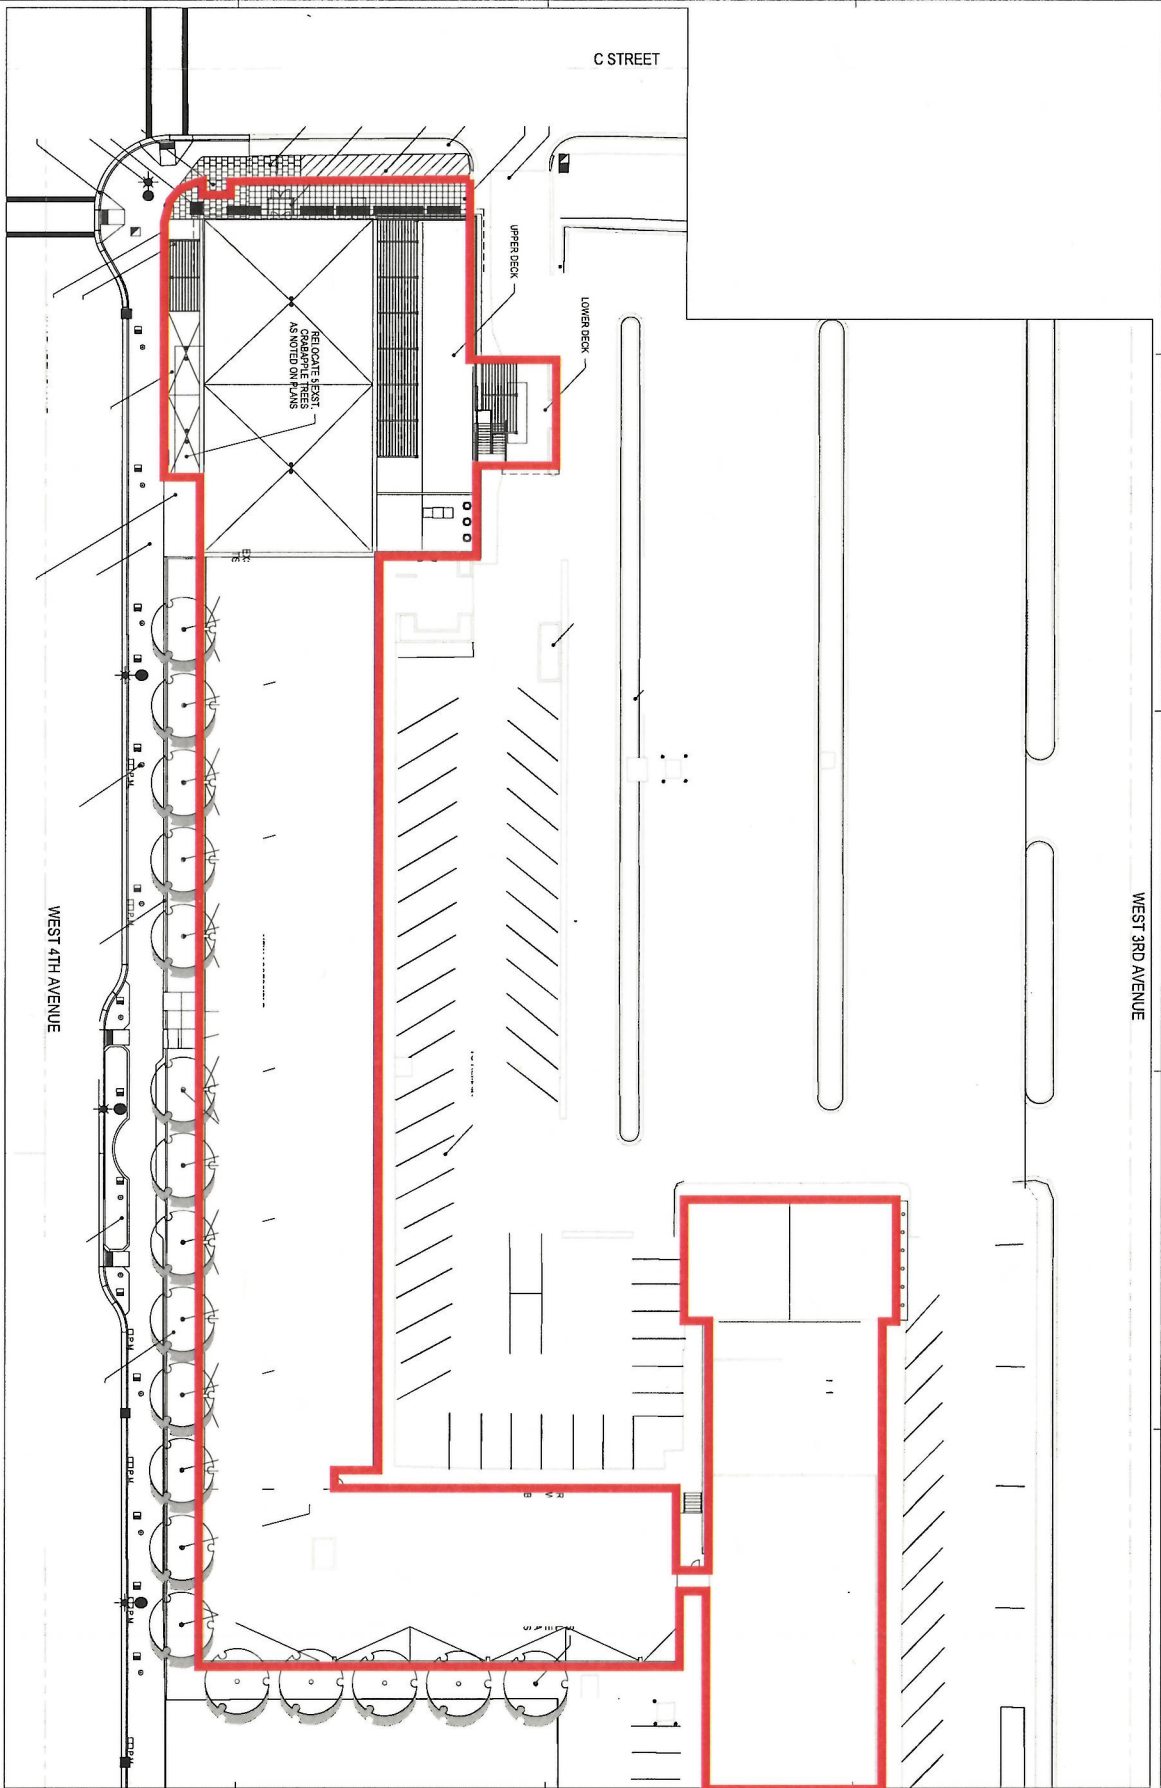 C STREET
UPPER DECK
LOWER DECK
RELOCATE 5 EXST.
CRABAPPLE TREES
AS NOTED ON PLANS
WEST 4TH AVENUE
WEST 3RD AVENUE
P.M.
P.M.
P.M.
P.M.
P.M.
P.M.